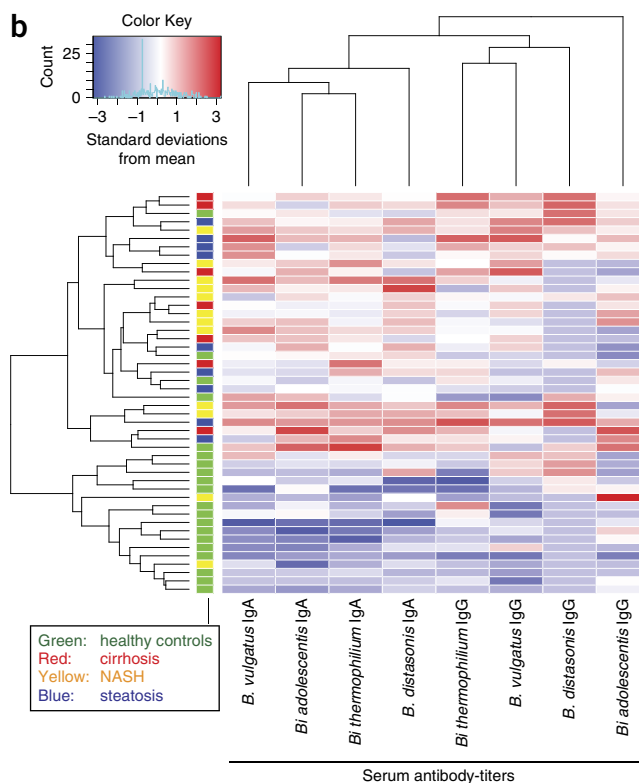 b
Color Key
Count
25
0
−3 −1 1 2 3
Standard deviations
from mean
Green: healthy controls
Red: cirrhosis
Yellow: NASH
Blue: steatosis
B. vulgatus IgA
Bi adolescentis IgA
Bi thermophilium IgA
B. distasonis IgA
Bi thermophilium IgG
B. vulgatus IgG
B. distasonis IgG
Bi adolescentis IgG
Serum antibody-titers